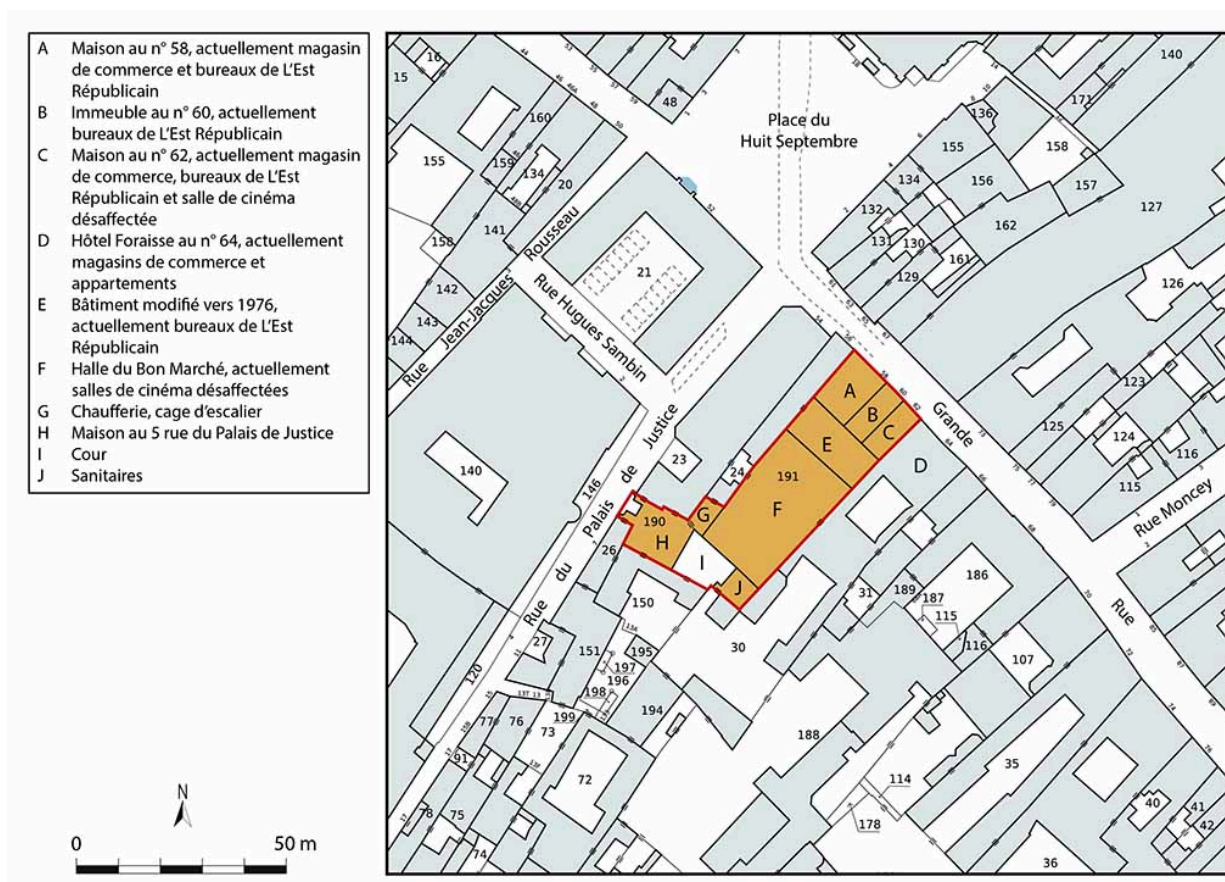 A Maison au n° 58, actuellement magasin
de commerce et bureaux de L'Est
Républicain
B Immeuble au n° 60, actuellement
bureaux de L'Est Républicain
C Maison au n° 62, actuellement magasin
de commerce, bureaux de L'Est
Républicain et salle de cinéma
désaffectée
D Hôtel Foraisse au n° 64, actuellement
magasins de commerce et
appartements
E Bâtiment modifié vers 1976,
actuellement bureaux de L'Est
Républicain
F Halle du Bon Marché, actuellement
salles de cinéma désaffectées
G Chaufferie, cage d'escalier
H Maison au 5 rue du Palais de Justice
I Cour
J Sanitaires
N
0 50 m
Place du
Huit Septembre
Rue Jean-Jacques Rousseau
Rue Hugues Sambin
Rue du Palais de Justice
Grande Rue
Rue Moncey
A
B
C
D
E
F
G
H
I
J
15
16
155
160
159
134
20
48
141
158
142
143
144
21
52
140
146
23
24
191
190
26
150
151
27
195
197
196
198
199
194
120
77
76
73
91
72
75
78
74
30
31
189
187
115
186
116
107
188
114
178
35
36
40
41
42
140
171
136
155
158
156
157
162
134
132
131
130
129
161
127
126
125
123
124
116
115